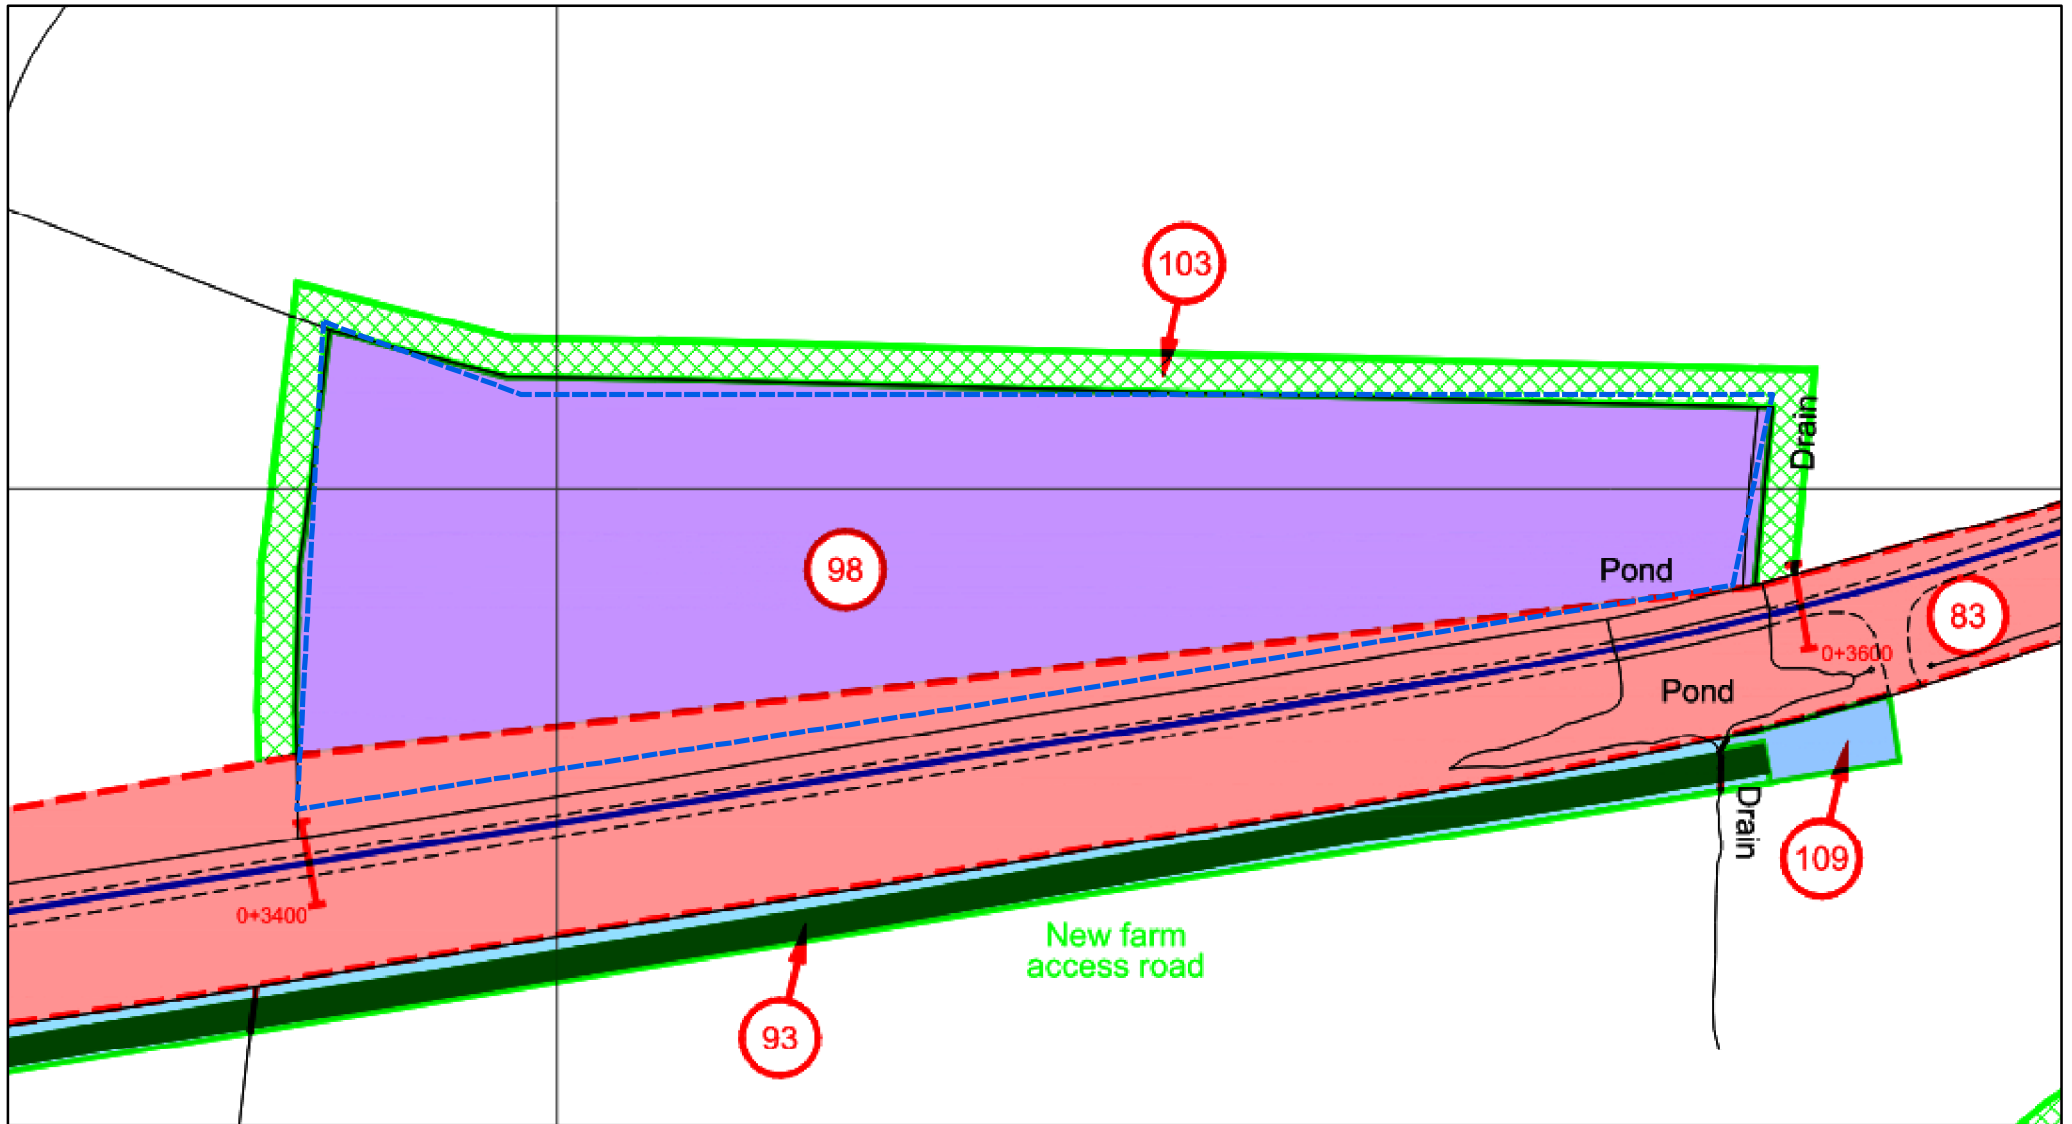 103
Drain
98
Pond
83
0+3600
Pond
Drain
109
0+3400
New farm
access road
93